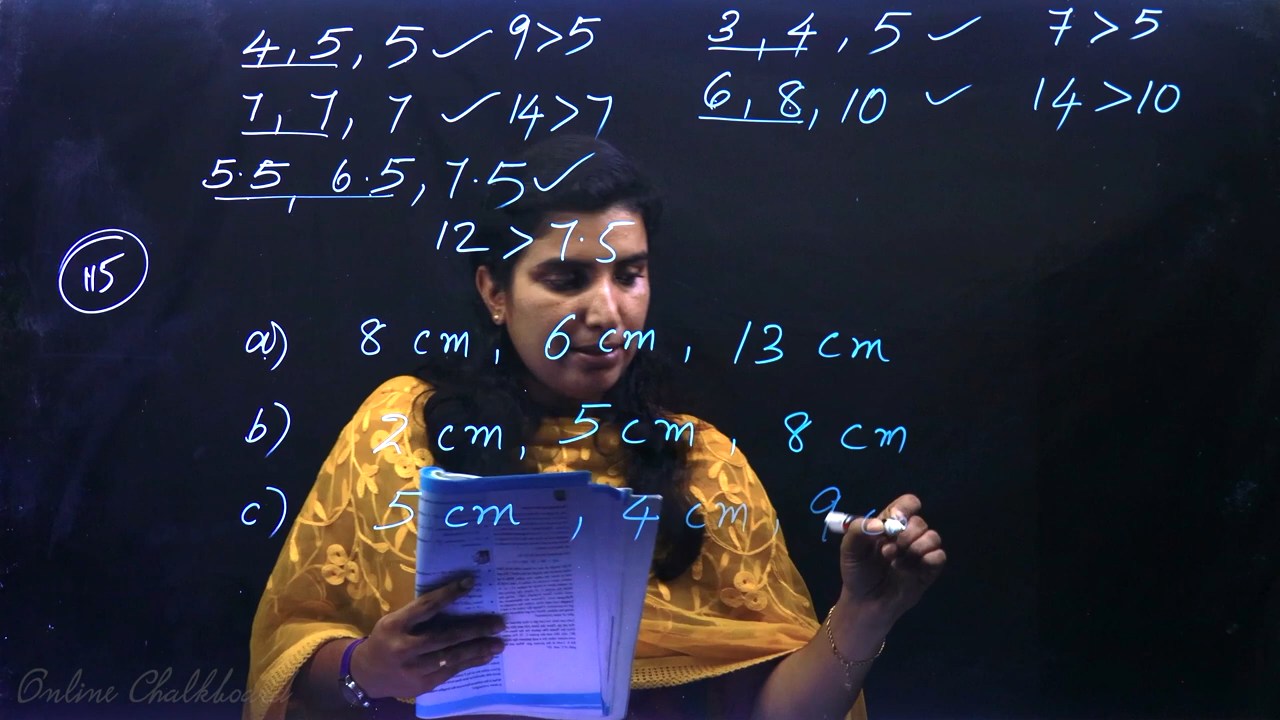 4, 5, 5 ✓ 9>5
3, 4, 5 ✓ 7>5
7, 7, 7 ✓ 14>7
6, 8, 10 ✓ 14>10
5.5, 6.5, 7.5 ✓
12 > 7.5
115
a) 8 cm, 6 cm, 13 cm
b) 2 cm, 5 cm, 8 cm
c) 5 cm, 4 cm, 9 c
Online Chalkboard